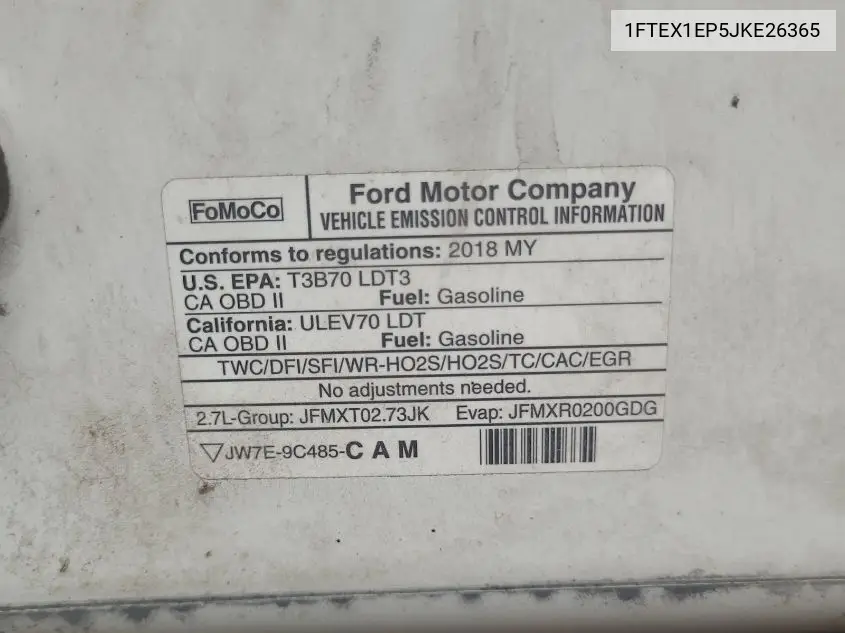 1FTEX1EP5JKE26365
FoMoCo
Ford Motor Company
VEHICLE EMISSION CONTROL INFORMATION
Conforms to regulations: 2018 MY
U.S. EPA: T3B70 LDT3
CA OBD II Fuel: Gasoline
California: ULEV70 LDT
CA OBD II Fuel: Gasoline
TWC/DFI/SFI/WR-HO2S/HO2S/TC/CAC/EGR
No adjustments needed.
2.7L-Group: JFMXT02.73JK Evap: JFMXR0200GDG
▽JW7E-9C485-C A M